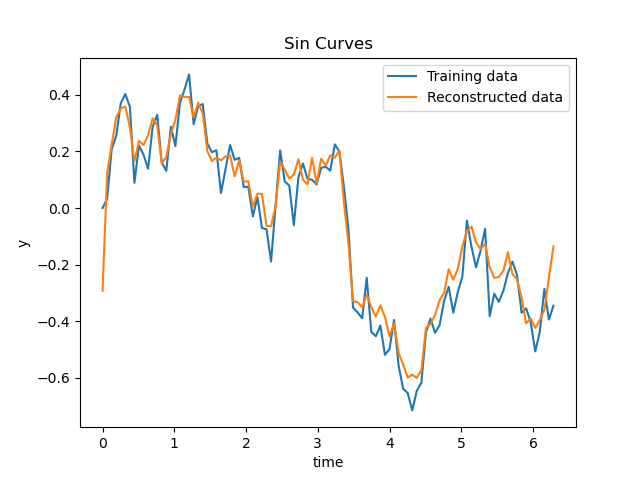 Sin Curves
Training data
Reconstructed data
0.4
0.2
0.0
−0.2
−0.4
−0.6
y
0 1 2 3 4 5 6
time